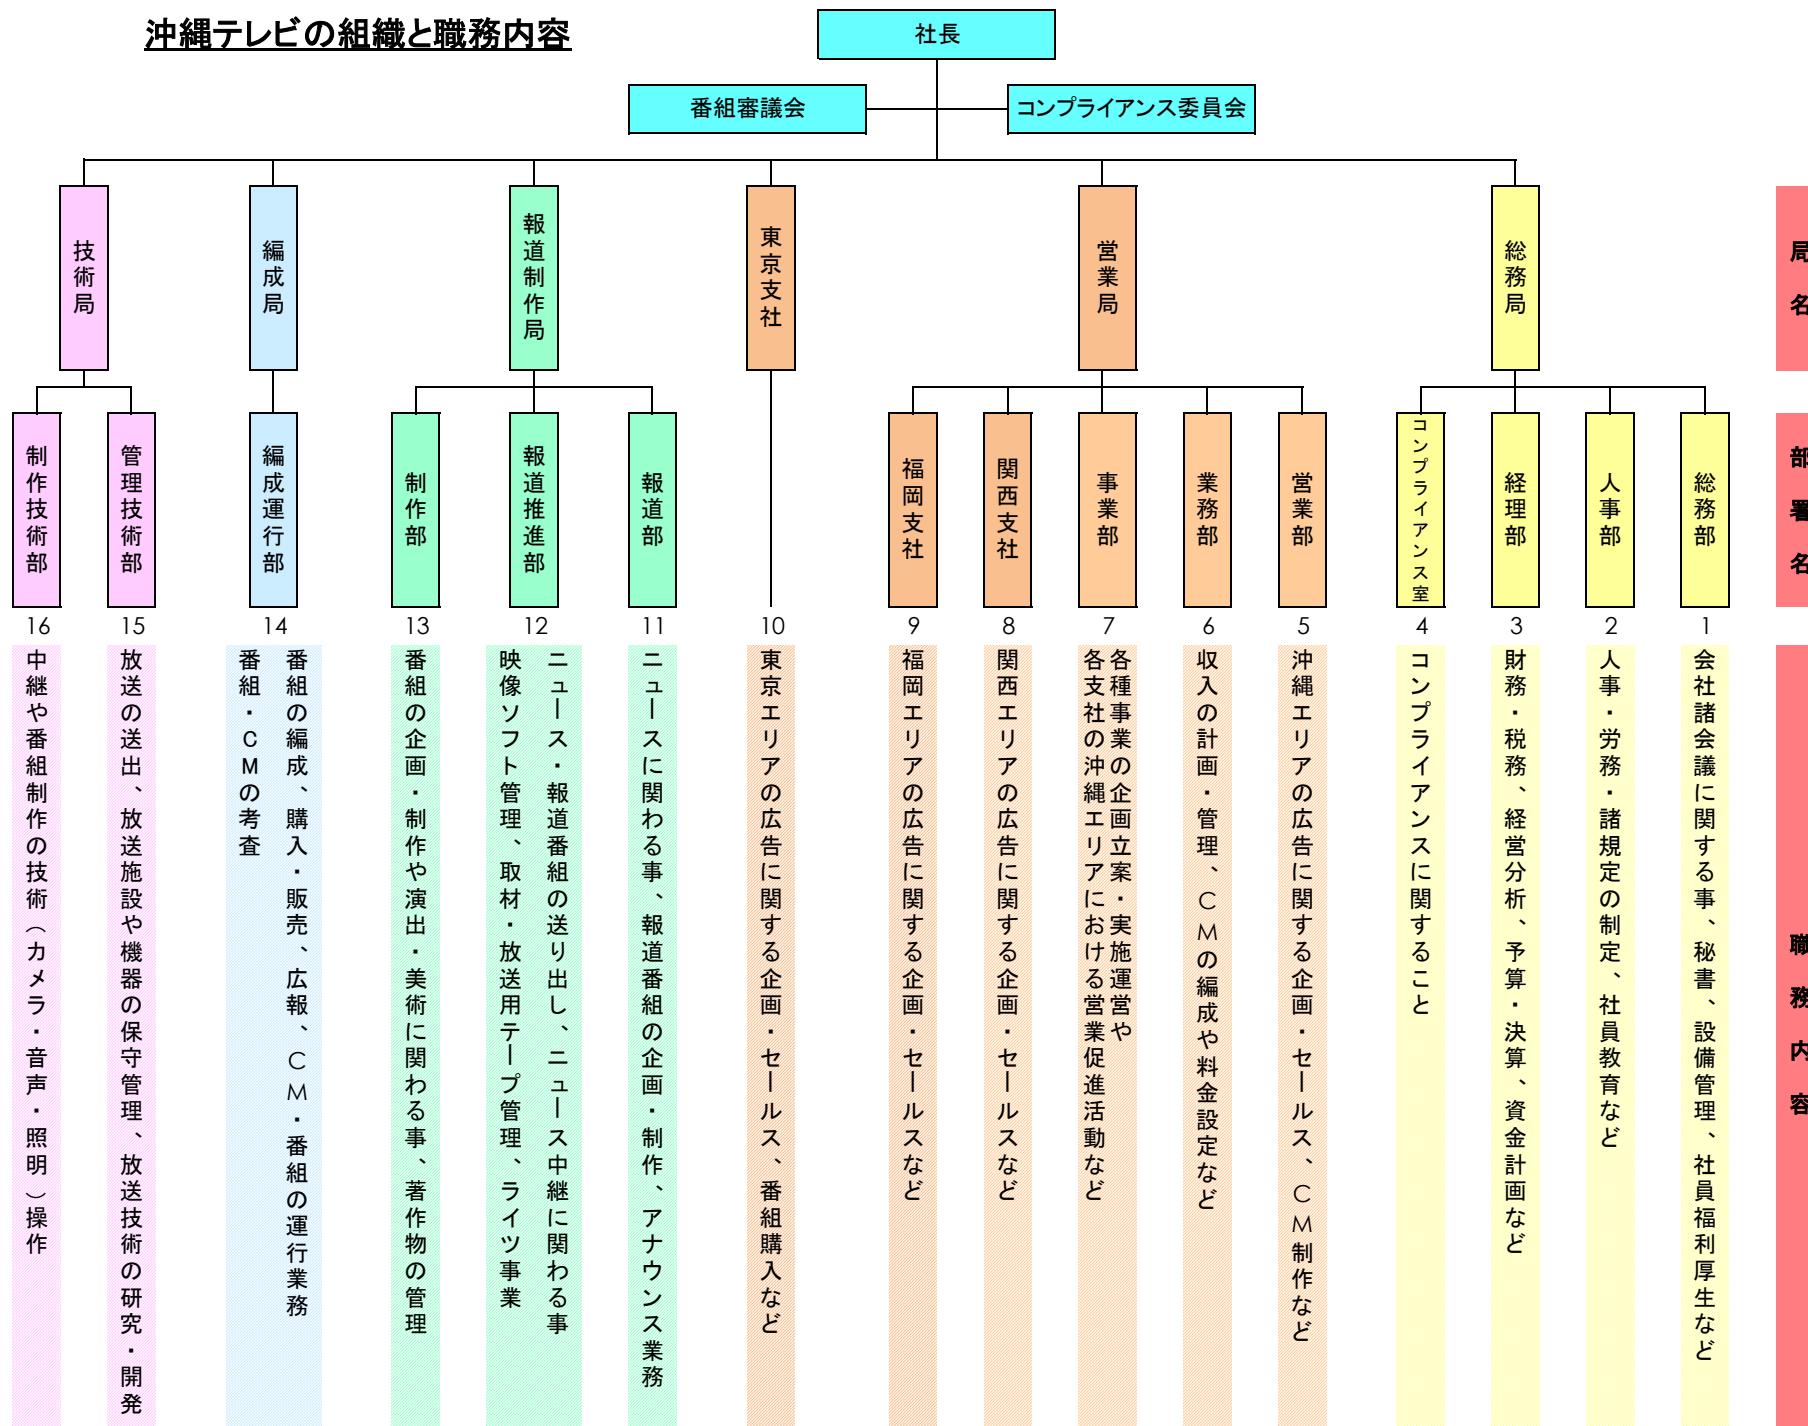 沖縄テレビの組織と職務内容
社長
番組審議会
コンプライアンス委員会
局名
総務局
営業局
東京支社
報道制作局
編成局
技術局
部署名
総務部
人事部
経理部
コンプライアンス室
営業部
業務部
事業部
関西支社
福岡支社
報道部
報道推進部
制作部
編成運行部
管理技術部
制作技術部
1
2
3
4
5
6
7
8
9
10
11
12
13
14
15
16
職務内容
会社諸会議に関する事、秘書、設備管理、社員福利厚生など
人事・労務・諸規定の制定、社員教育など
財務・税務、経営分析、予算・決算、資金計画など
コンプライアンスに関すること
沖縄エリアの広告に関する企画・セールス、CM制作など
収入の計画・管理、CMの編成や料金設定など
各種事業の企画立案・実施運営や
各支社の沖縄エリアにおける営業促進活動など
関西エリアの広告に関する企画・セールスなど
福岡エリアの広告に関する企画・セールスなど
東京エリアの広告に関する企画・セールス、番組購入など
ニュースに関わる事、報道番組の企画・制作、アナウンス業務
ニュース・報道番組の送り出し、ニュース中継に関わる事
映像ソフト管理、取材・放送用テープ管理、ライツ事業
番組の企画・制作や演出・美術に関わる事、著作物の管理
番組の編成、購入・販売、広報、CM・番組の運行業務
番組・CMの考査
放送の送出、放送施設や機器の保守管理、放送技術の研究・開発
中継や番組制作の技術（カメラ・音声・照明）操作